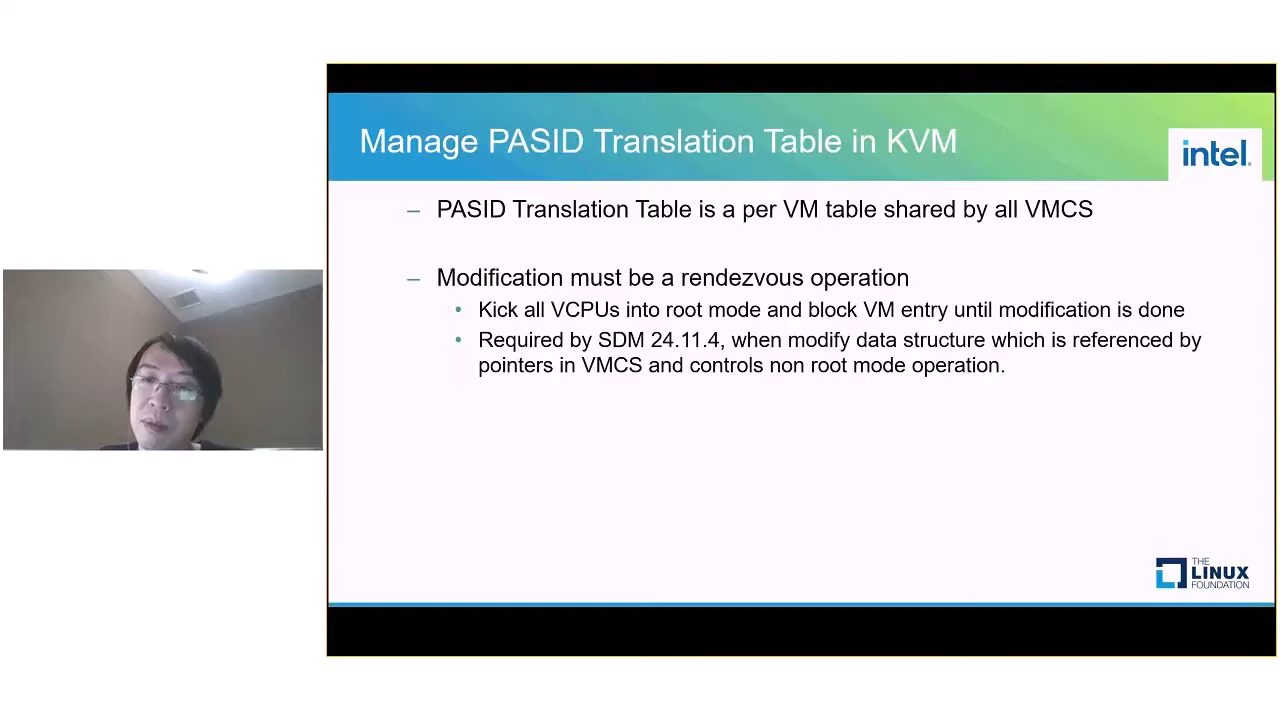 Manage PASID Translation Table in KVM
intel.
– PASID Translation Table is a per VM table shared by all VMCS
– Modification must be a rendezvous operation
• Kick all VCPUs into root mode and block VM entry until modification is done
• Required by SDM 24.11.4, when modify data structure which is referenced by
pointers in VMCS and controls non root mode operation.
THE
LINUX
FOUNDATION